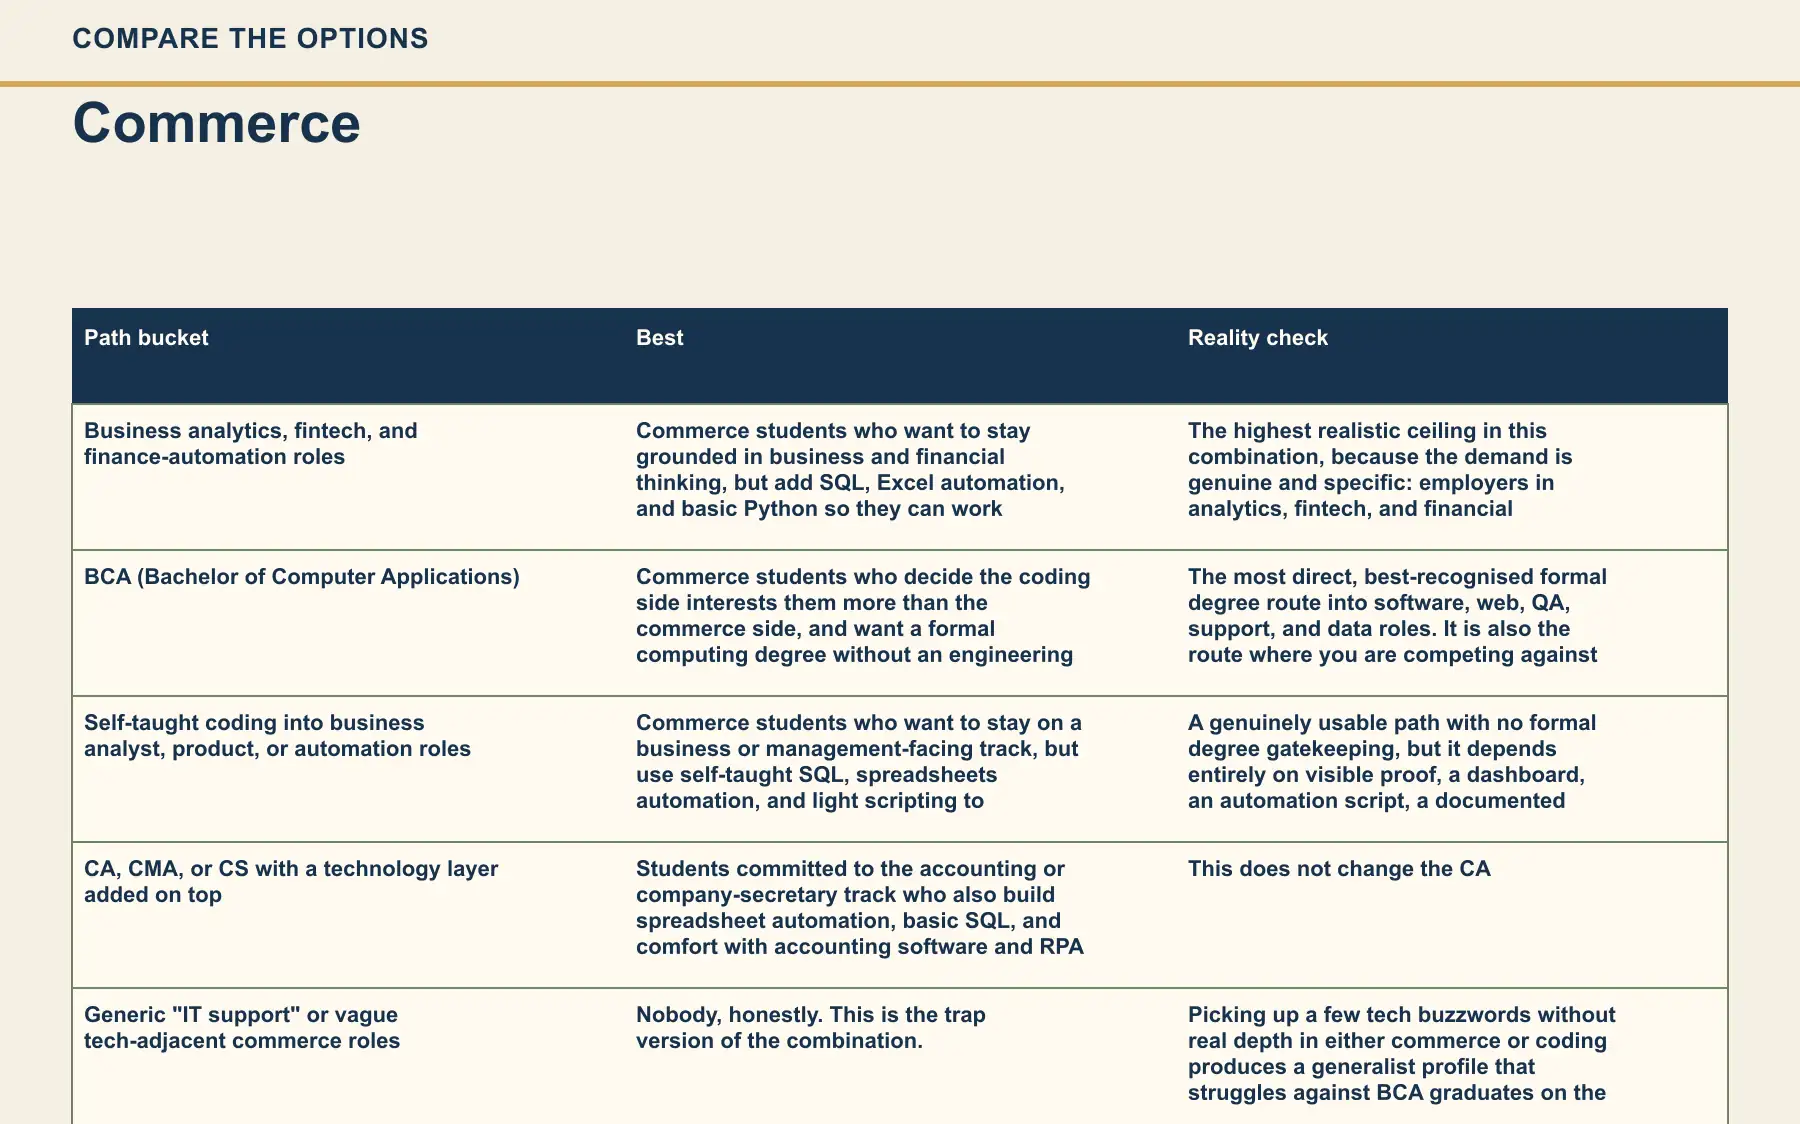 COMPARE THE OPTIONS
Commerce
Path bucket
Best
Reality check
Business analytics, fintech, and
finance-automation roles
Commerce students who want to stay
grounded in business and financial
thinking, but add SQL, Excel automation,
and basic Python so they can work
The highest realistic ceiling in this
combination, because the demand is
genuine and specific: employers in
analytics, fintech, and financial
BCA (Bachelor of Computer Applications)
Commerce students who decide the coding
side interests them more than the
commerce side, and want a formal
computing degree without an engineering
The most direct, best-recognised formal
degree route into software, web, QA,
support, and data roles. It is also the
route where you are competing against
Self-taught coding into business
analyst, product, or automation roles
Commerce students who want to stay on a
business or management-facing track, but
use self-taught SQL, spreadsheets
automation, and light scripting to
A genuinely usable path with no formal
degree gatekeeping, but it depends
entirely on visible proof, a dashboard,
an automation script, a documented
CA, CMA, or CS with a technology layer
added on top
Students committed to the accounting or
company-secretary track who also build
spreadsheet automation, basic SQL, and
comfort with accounting software and RPA
This does not change the CA
Generic "IT support" or vague
tech-adjacent commerce roles
Nobody, honestly. This is the trap
version of the combination.
Picking up a few tech buzzwords without
real depth in either commerce or coding
produces a generalist profile that
struggles against BCA graduates on the